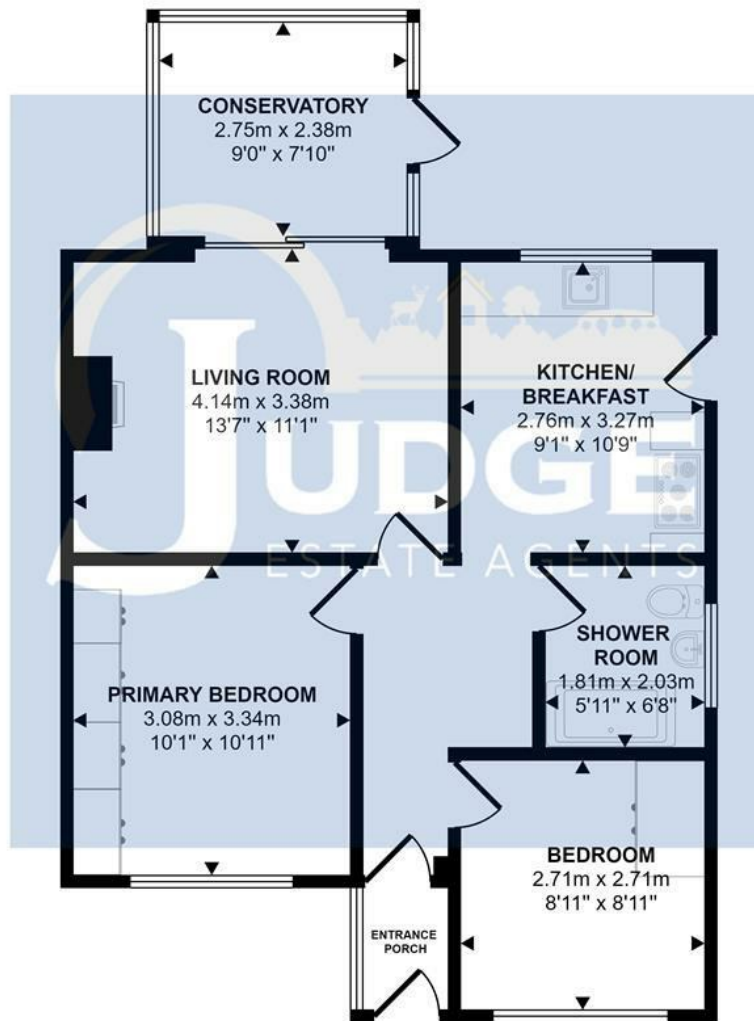 CONSERVATORY
2.75m x 2.38m
9'0" x 7'10"
LIVING ROOM
4.14m x 3.38m
13'7" x 11'1"
KITCHEN/
BREAKFAST
2.76m x 3.27m
9'1" x 10'9"
JUDGE
ESTATE AGENTS
PRIMARY BEDROOM
3.08m x 3.34m
10'1" x 10'11"
SHOWER
ROOM
1.81m x 2.03m
5'11" x 6'8"
BEDROOM
2.71m x 2.71m
8'11" x 8'11"
ENTRANCE
PORCH